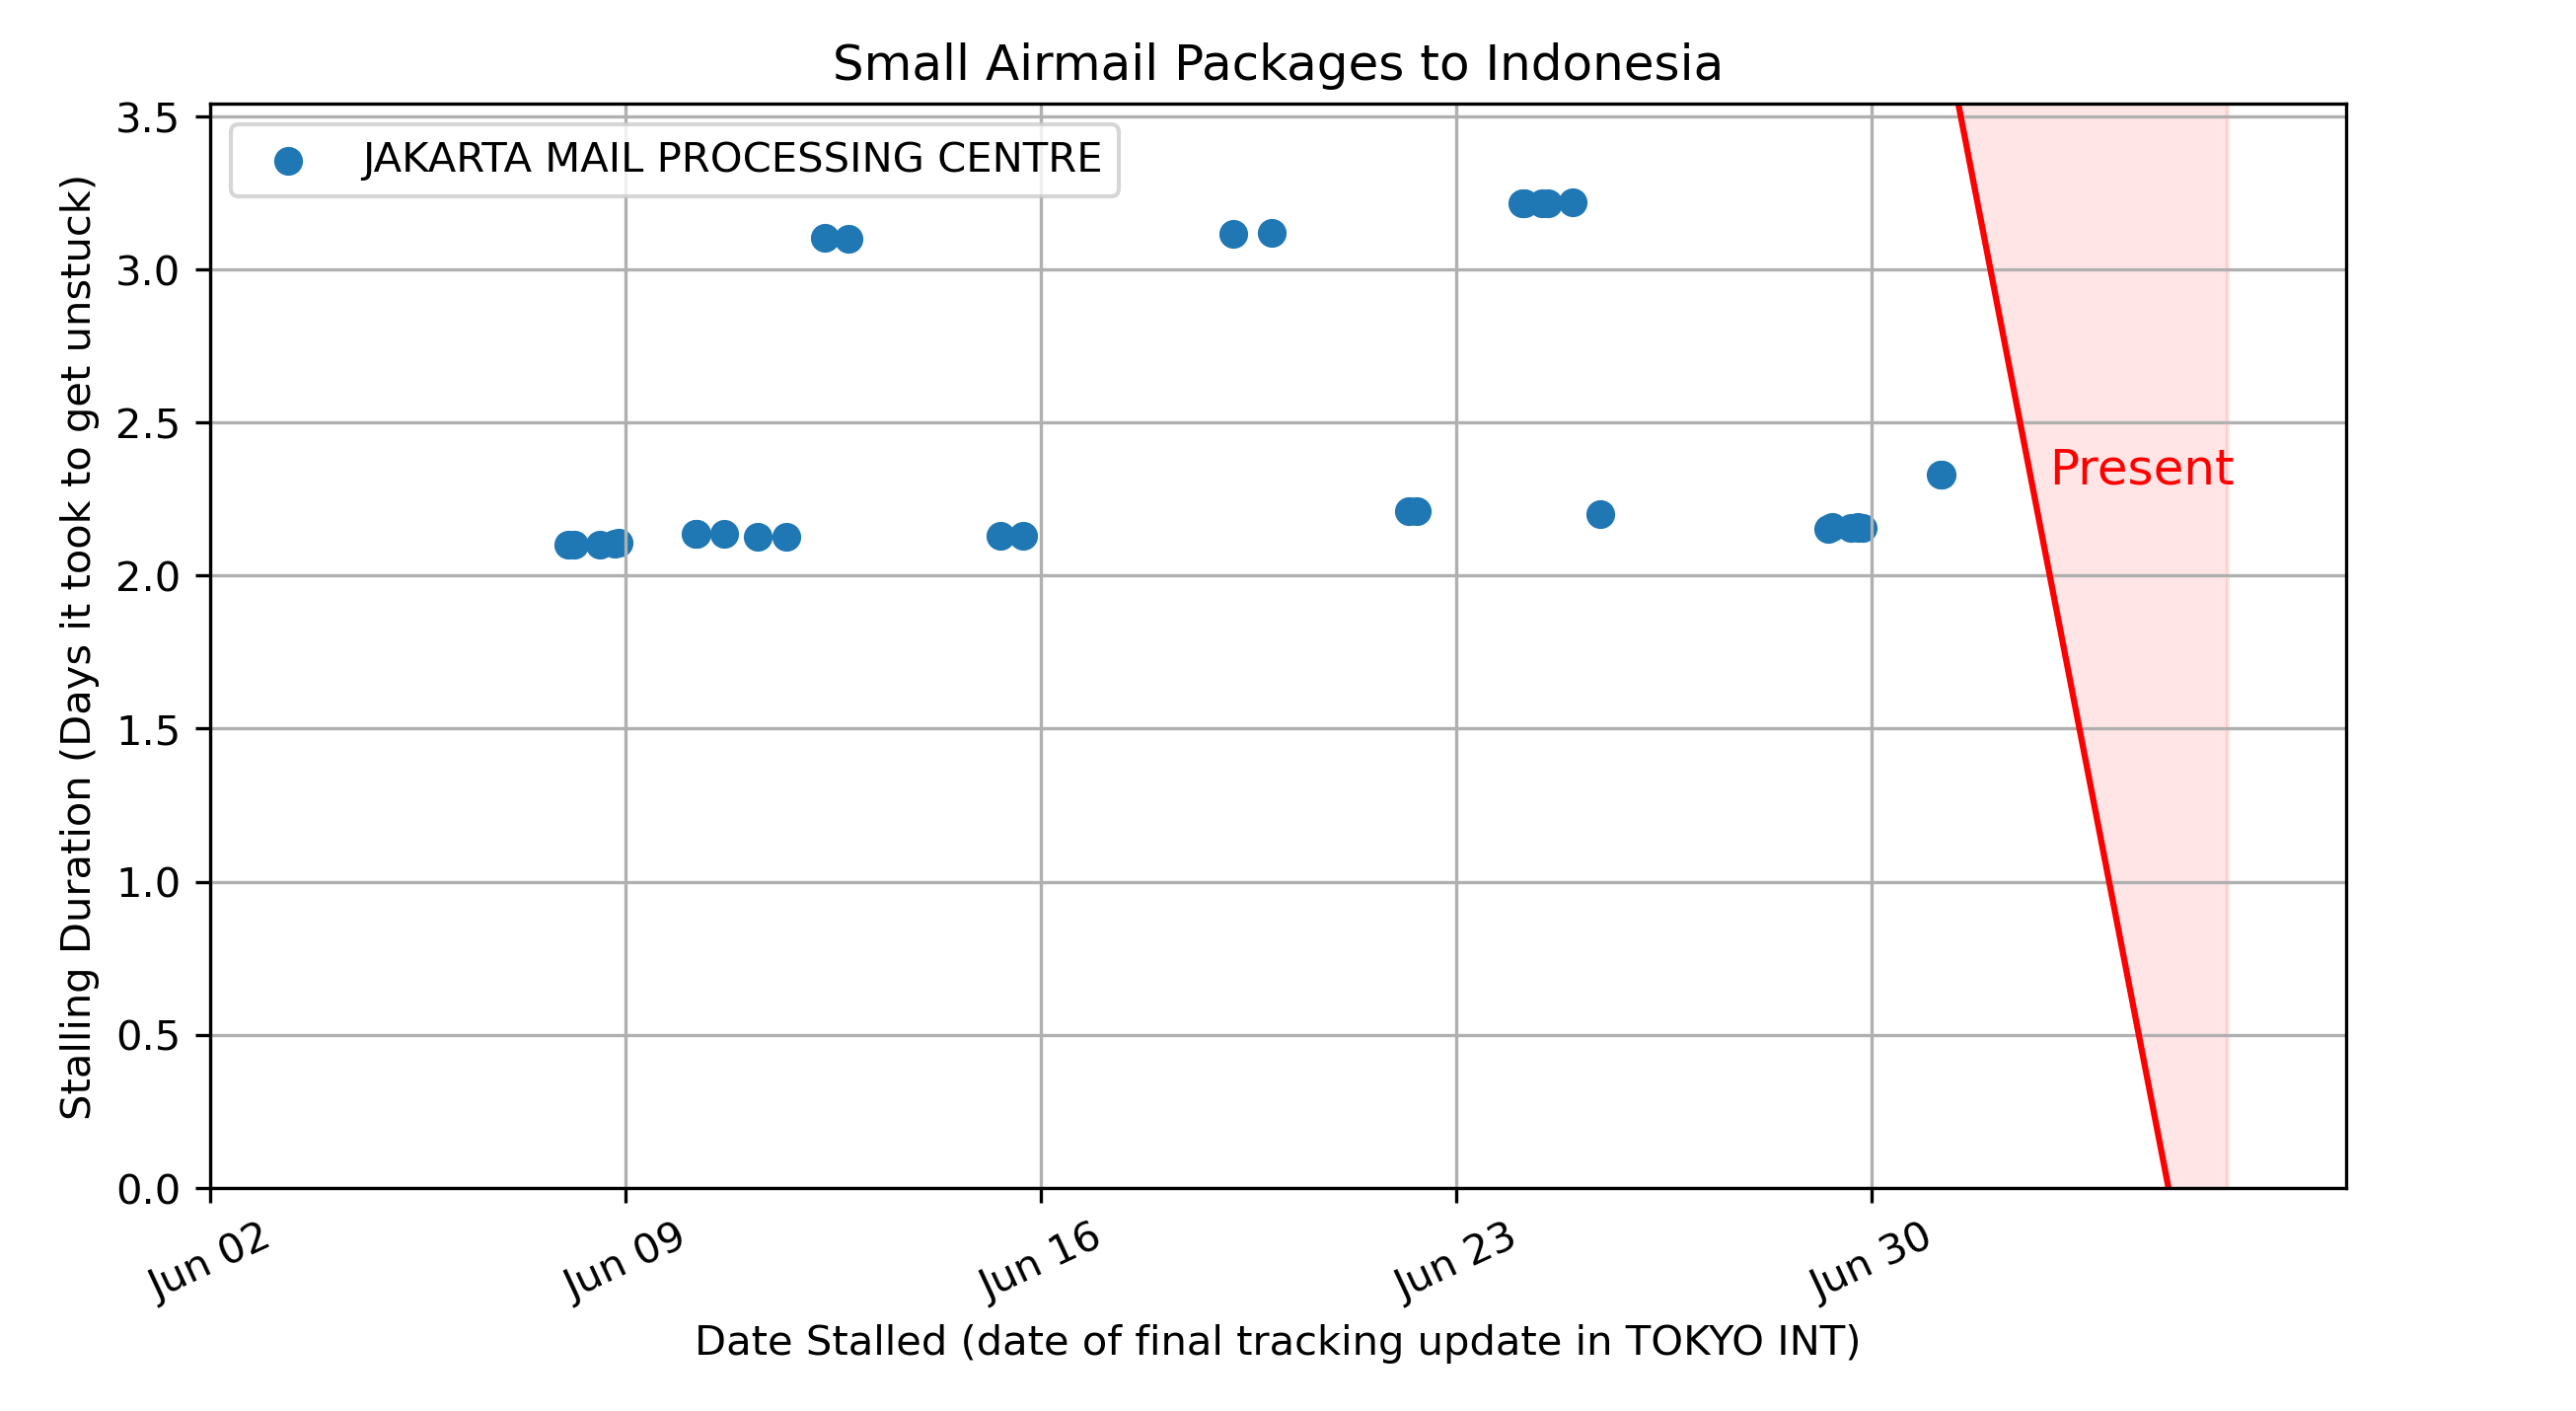 Small Airmail Packages to Indonesia
JAKARTA MAIL PROCESSING CENTRE
Stalling Duration (Days it took to get unstuck)
3.5
3.0
2.5
2.0
1.5
1.0
0.5
0.0
Present
Jun 02
Jun 09
Jun 16
Jun 23
Jun 30
Date Stalled (date of final tracking update in TOKYO INT)